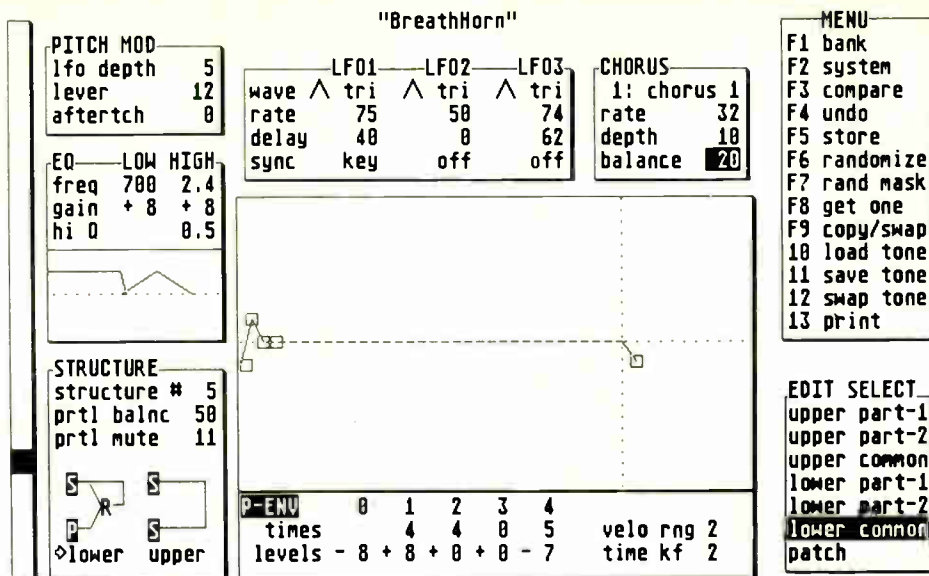 "BreathHorn"
PITCH MOD
lfo depth 5
lever 12
aftertch 0
EQ LOW HIGH
freq 700 2.4
gain + 8 + 8
hi Q 0.5
STRUCTURE
structure # 5
prtl balnc 50
prtl mute 11
S S
R
P S
◇lower upper
LFO1 LFO2 LFO3
wave tri tri tri
rate 75 50 74
delay 40 0 62
sync key off off
CHORUS
1: chorus 1
rate 32
depth 10
balance 20
P-ENV 0 1 2 3 4
times 4 4 0 5 velo rng 2
levels - 8 + 8 + 0 + 0 - 7 time kf 2
MENU
F1 bank
F2 system
F3 compare
F4 undo
F5 store
F6 randomize
F7 rand mask
F8 get one
F9 copy/swap
10 load tone
11 save tone
12 swap tone
13 print
EDIT SELECT
upper part-1
upper part-2
upper common
lower part-1
lower part-2
lower common
patch